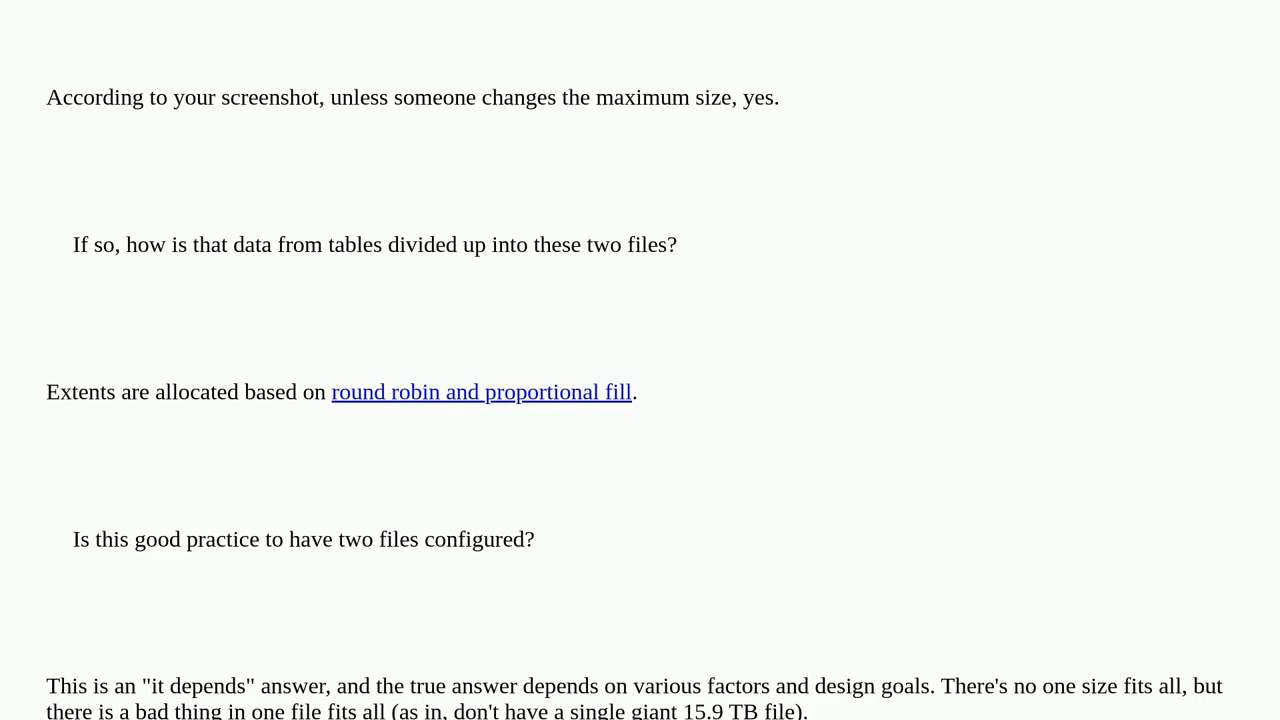 According to your screenshot, unless someone changes the maximum size, yes.
If so, how is that data from tables divided up into these two files?
Extents are allocated based on round robin and proportional fill.
Is this good practice to have two files configured?
This is an "it depends" answer, and the true answer depends on various factors and design goals. There's no one size fits all, but
there is a bad thing in one file fits all (as in, don't have a single giant 15.9 TB file).